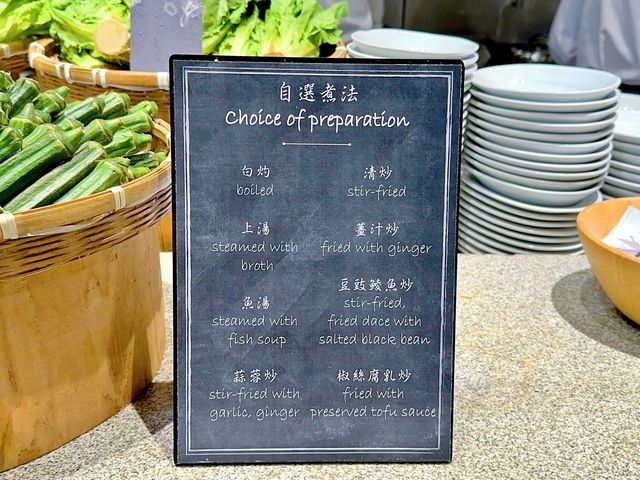 自選煮法
Choice of preparation
白灼
boiled
清炒
stir-fried
上湯
steamed with
broth
薑汁炒
fried with ginger
魚湯
steamed with
fish soup
豆豉鯪魚炒
stir-fried,
fried dace with
salted black bean
蒜蓉炒
stir-fried with
garlic, ginger
椒絲腐乳炒
fried with
preserved tofu sauce